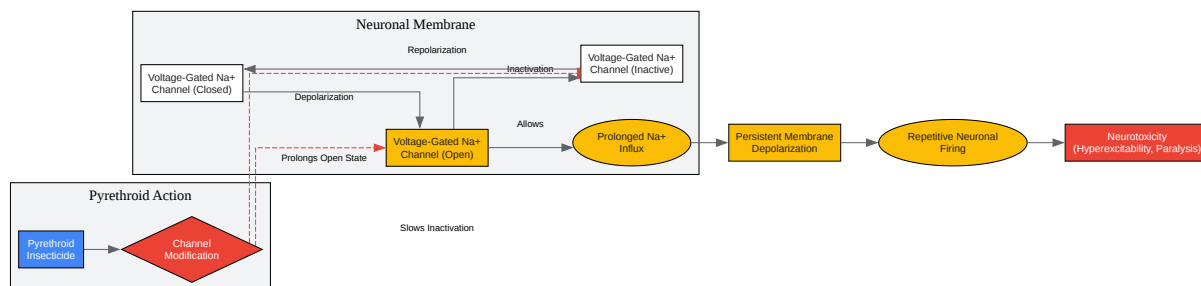 Neuronal Membrane
Repolarization
Voltage-Gated Na+
Channel (Inactive)
Inactivation
Voltage-Gated Na+
Channel (Closed)
Depolarization
Allows
Voltage-Gated Na+
Channel (Open)
Prolonged Na+
Influx
Persistent Membrane
Depolarization
Repetitive Neuronal
Firing
Neurotoxicity
(Hyperexcitability, Paralysis)
Prolongs Open State
Pyrethroid Action
Slows Inactivation
Pyrethroid
Insecticide
Channel
Modification